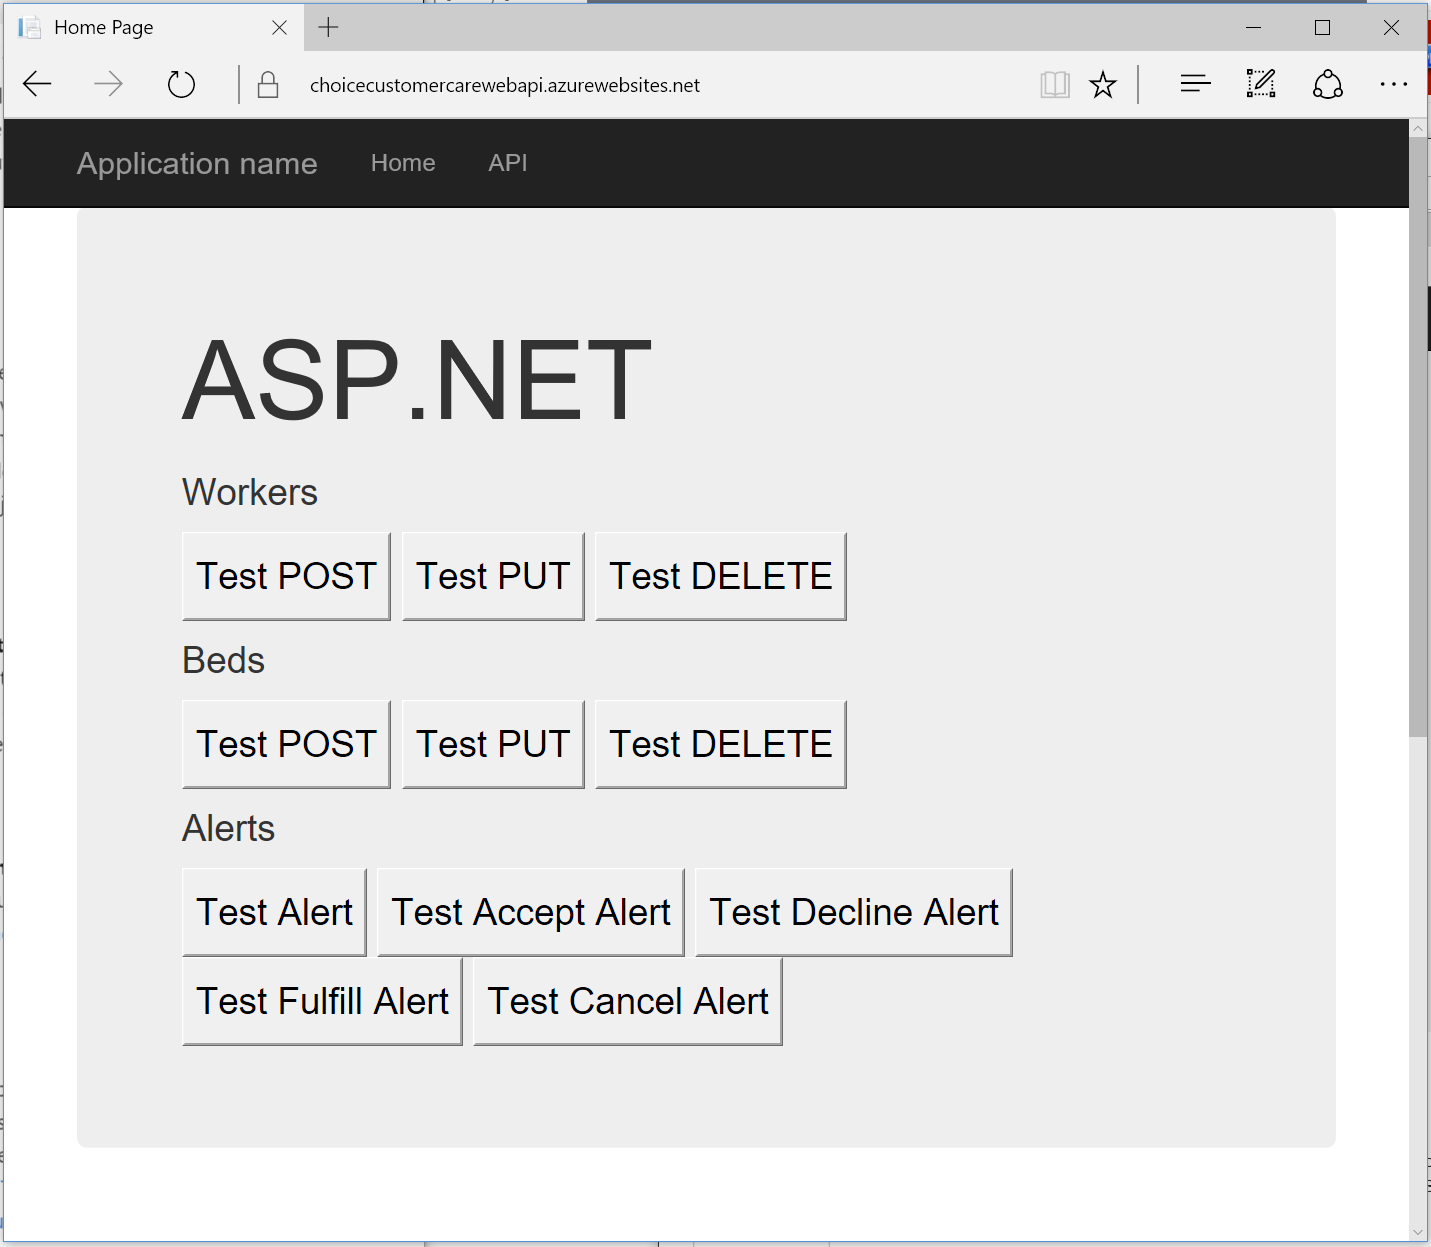 Home Page
choicecustomercarewebapi.azurewebsites.net
Application name Home API
ASP.NET
Workers
Test POST Test PUT Test DELETE
Beds
Test POST Test PUT Test DELETE
Alerts
Test Alert Test Accept Alert Test Decline Alert
Test Fulfill Alert Test Cancel Alert